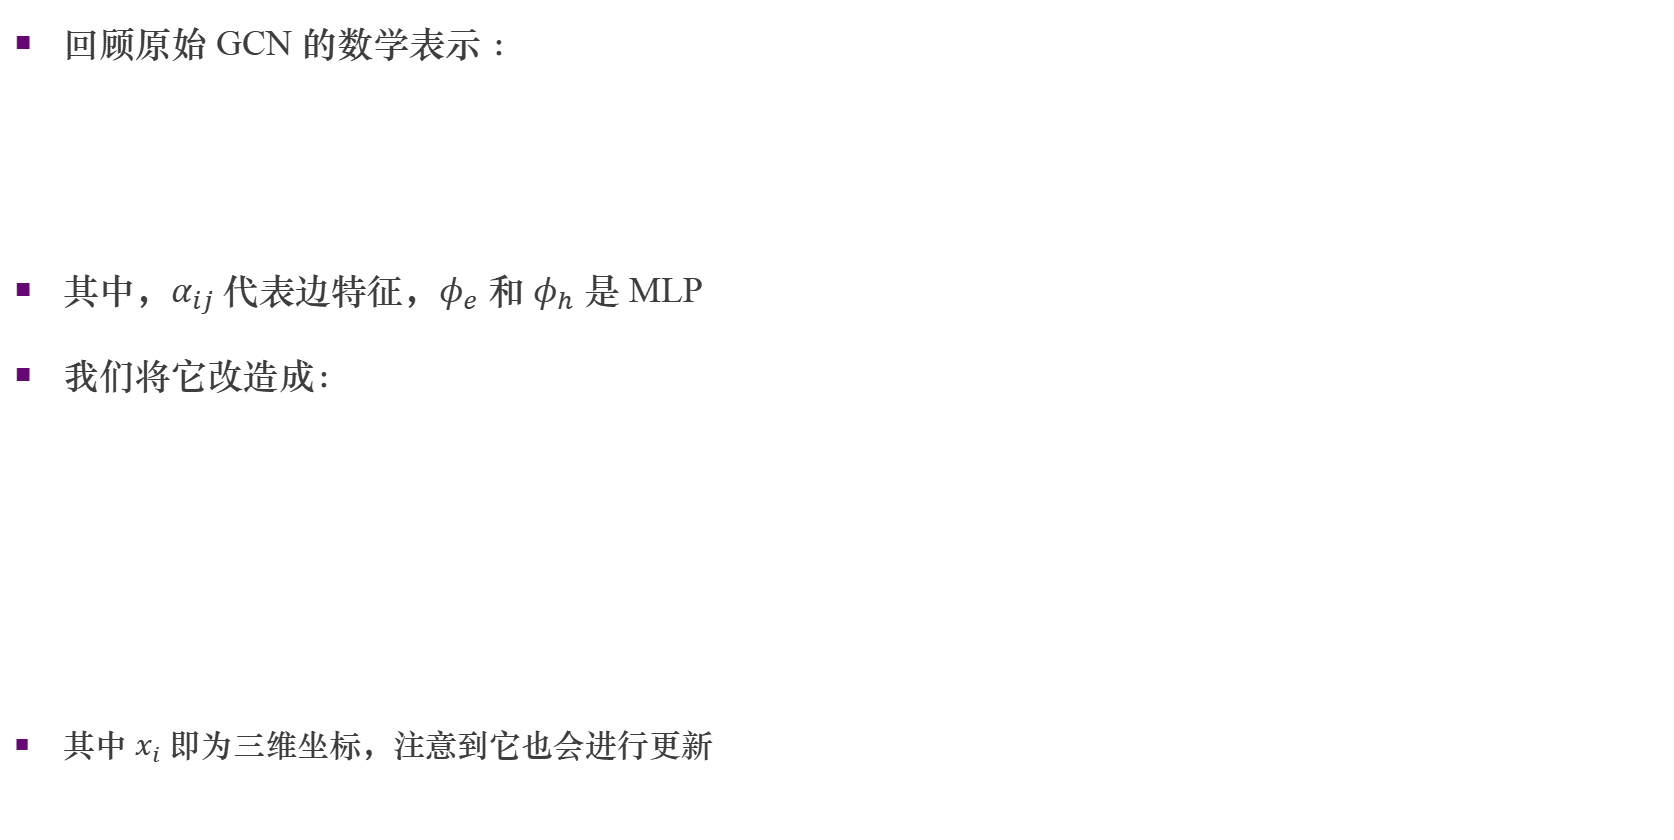 ▪ 回顾原始 GCN 的数学表示：
▪ 其中，𝛼𝑖𝑗 代表边特征，𝜙𝑒 和 𝜙ℎ 是 MLP
▪ 我们将它改造成：
▪ 其中 𝑥𝑖 即为三维坐标，注意到它也会进行更新